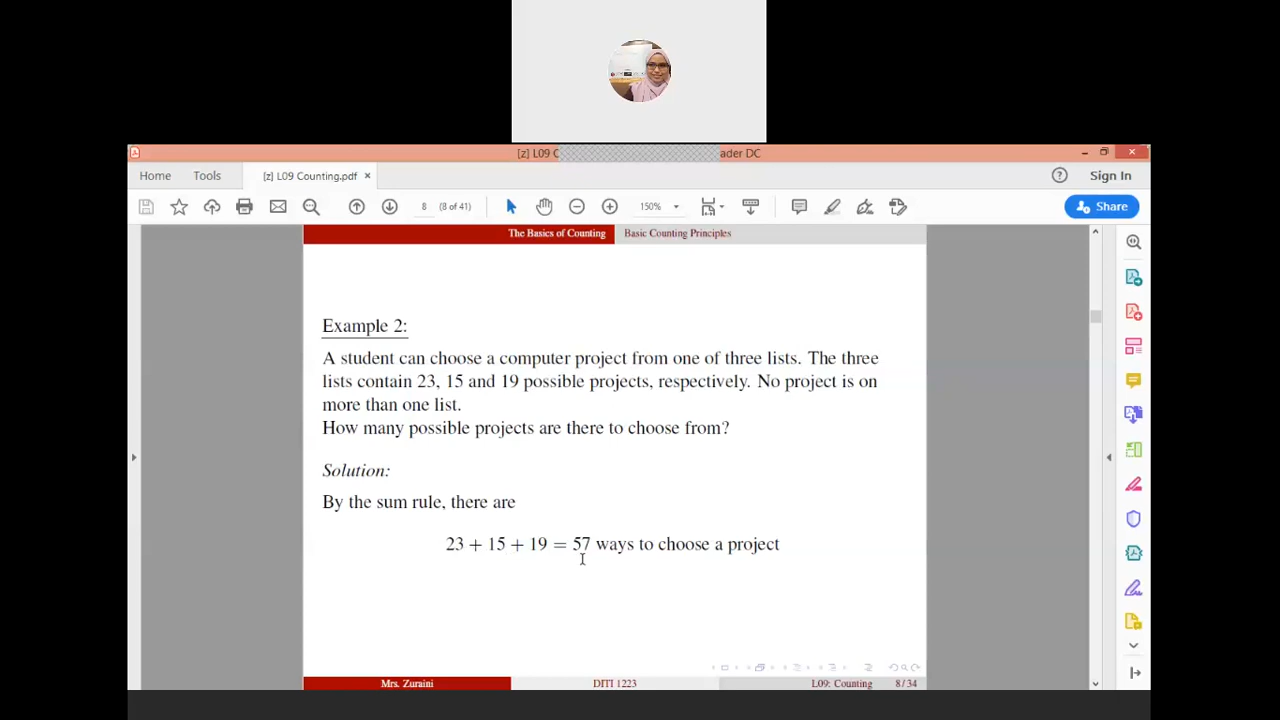 [z] L09 C
ader DC
Home Tools [z] L09 Counting.pdf × Sign In
8 (8 of 41) 150% Share
The Basics of Counting Basic Counting Principles
Example 2:
A student can choose a computer project from one of three lists. The three
lists contain 23, 15 and 19 possible projects, respectively. No project is on
more than one list.
How many possible projects are there to choose from?
Solution:
By the sum rule, there are
23 + 15 + 19 = 57 ways to choose a project
Mrs. Zuraini DITI 1223 L09: Counting 8 / 34